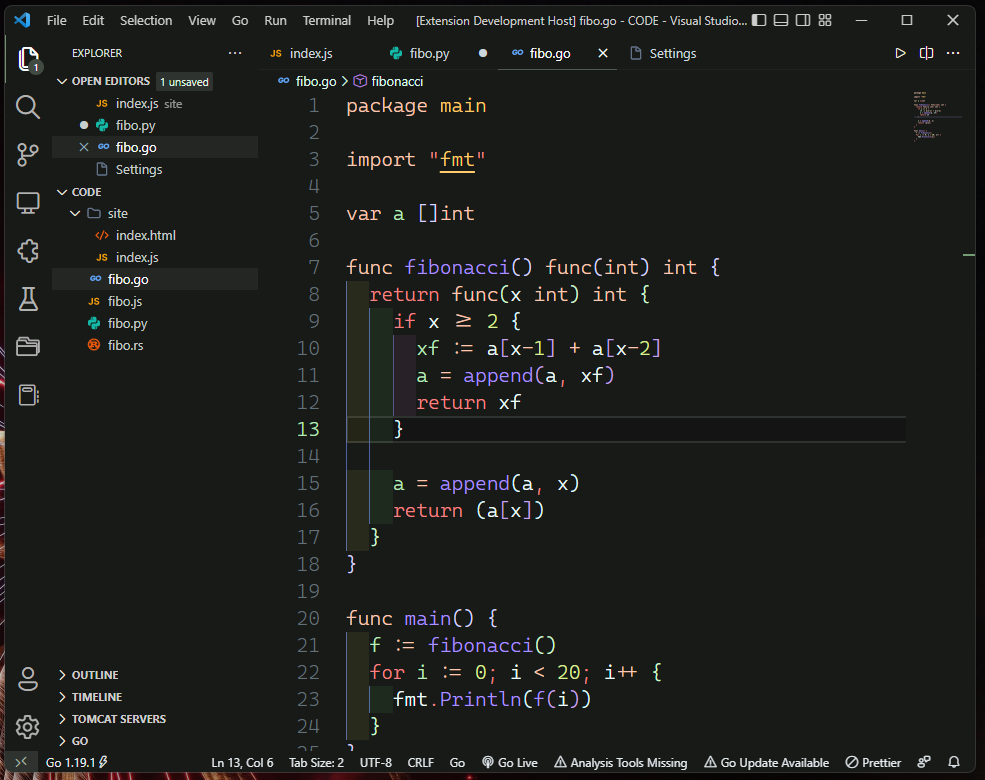 File Edit Selection View Go Run Terminal Help [Extension Development Host] fibo.go - CODE - Visual Studio...
EXPLORER ...
1
OPEN EDITORS 1 unsaved
JS index.js site
fibo.py
GO fibo.go
Settings
CODE
site
index.html
JS index.js
GO fibo.go
JS fibo.js
fibo.py
fibo.rs
OUTLINE
TIMELINE
TOMCAT SERVERS
GO
JS index.js fibo.py GO fibo.go Settings ...
GO fibo.go > fibonacci
1 package main
2
3 import "fmt"
4
5 var a []int
6
7 func fibonacci() func(int) int {
8 return func(x int) int {
9 if x ≥ 2 {
10 xf := a[x-1] + a[x-2]
11 a = append(a, xf)
12 return xf
13 }
14
15 a = append(a, x)
16 return (a[x])
17 }
18 }
19
20 func main() {
21 f := fibonacci()
22 for i := 0; i < 20; i++ {
23 fmt.Println(f(i))
24 }
25 }
Go 1.19.1 Ln 13, Col 6 Tab Size: 2 UTF-8 CRLF Go Go Live Analysis Tools Missing Go Update Available Prettier